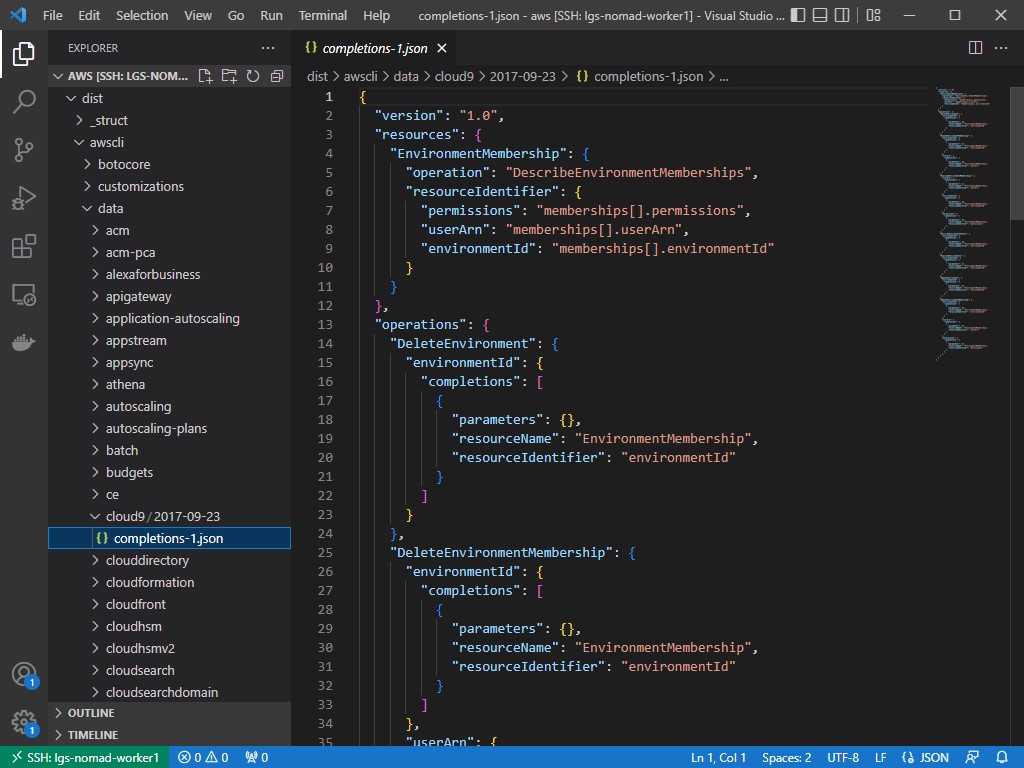 File Edit Selection View Go Run Terminal Help completions-1.json - aws [SSH: lgs-nomad-worker1] - Visual Studio ...
EXPLORER
AWS [SSH: LGS-NOM...
dist
_struct
awscli
botocore
customizations
data
acm
acm-pca
alexaforbusiness
apigateway
application-autoscaling
appstream
appsync
athena
autoscaling
autoscaling-plans
batch
budgets
ce
cloud9/2017-09-23
{} completions-1.json
clouddirectory
cloudformation
cloudfront
cloudhsm
cloudhsmv2
cloudsearch
cloudsearchdomain
OUTLINE
TIMELINE
1
1
{} completions-1.json
dist > awscli > data > cloud9 > 2017-09-23 > {} completions-1.json > ...
1 {
2 "version": "1.0",
3 "resources": {
4 "EnvironmentMembership": {
5 "operation": "DescribeEnvironmentMemberships",
6 "resourceIdentifier": {
7 "permissions": "memberships[].permissions",
8 "userArn": "memberships[].userArn",
9 "environmentId": "memberships[].environmentId"
10 }
11 }
12 },
13 "operations": {
14 "DeleteEnvironment": {
15 "environmentId": {
16 "completions": [
17 {
18 "parameters": {},
19 "resourceName": "EnvironmentMembership",
20 "resourceIdentifier": "environmentId"
21 }
22 ]
23 }
24 },
25 "DeleteEnvironmentMembership": {
26 "environmentId": {
27 "completions": [
28 {
29 "parameters": {},
30 "resourceName": "EnvironmentMembership",
31 "resourceIdentifier": "environmentId"
32 }
33 ]
34 },
35 "userArn": {
SSH: lgs-nomad-worker1 0 0 0 Ln 1, Col 1 Spaces: 2 UTF-8 LF {} JSON